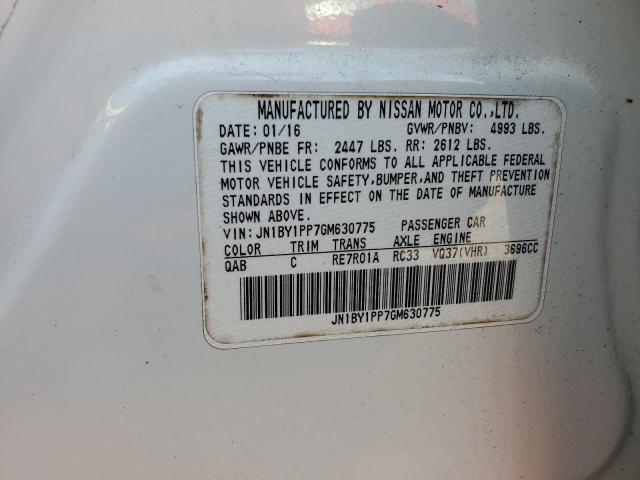 MANUFACTURED BY NISSAN MOTOR CO.,LTD.
DATE: 01/16 GVWR/PNBV: 4993 LBS.
GAWR/PNBE FR: 2447 LBS. RR: 2612 LBS.
THIS VEHICLE CONFORMS TO ALL APPLICABLE FEDERAL
MOTOR VEHICLE SAFETY,BUMPER,AND THEFT PREVENTION
STANDARDS IN EFFECT ON THE DATE OF MANUFACTURE
SHOWN ABOVE.
VIN: JN1BY1PP7GM630775 PASSENGER CAR
COLOR TRIM TRANS AXLE ENGINE
QAB C RE7R01A RC33 VQ37(VHR) 3696CC
JN1BY1PP7GM630775